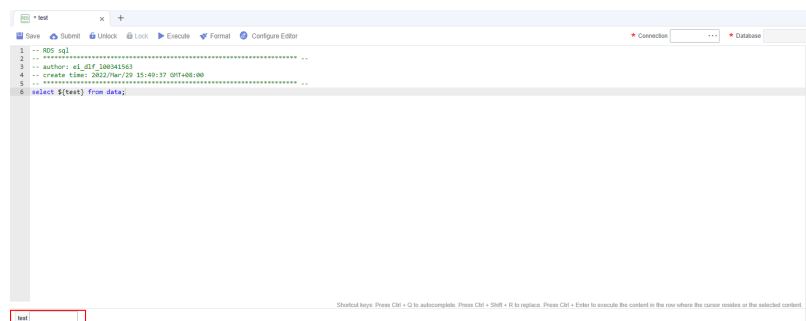 RDS * test × +
Save Submit Unlock Lock Execute Format Configure Editor * Connection ... * Database
1 -- RDS sql
2 -- ******************************************************************** --
3 -- author: ei_dlf_l00341563
4 -- create time: 2022/Mar/29 15:49:37 GMT+08:00
5 -- ******************************************************************** --
6 select ${test} from data;
Shortcut keys: Press Ctrl + Q to autocomplete. Press Ctrl + Shift + R to replace. Press Ctrl + Enter to execute the content in the row where the cursor resides or the selected content.
test